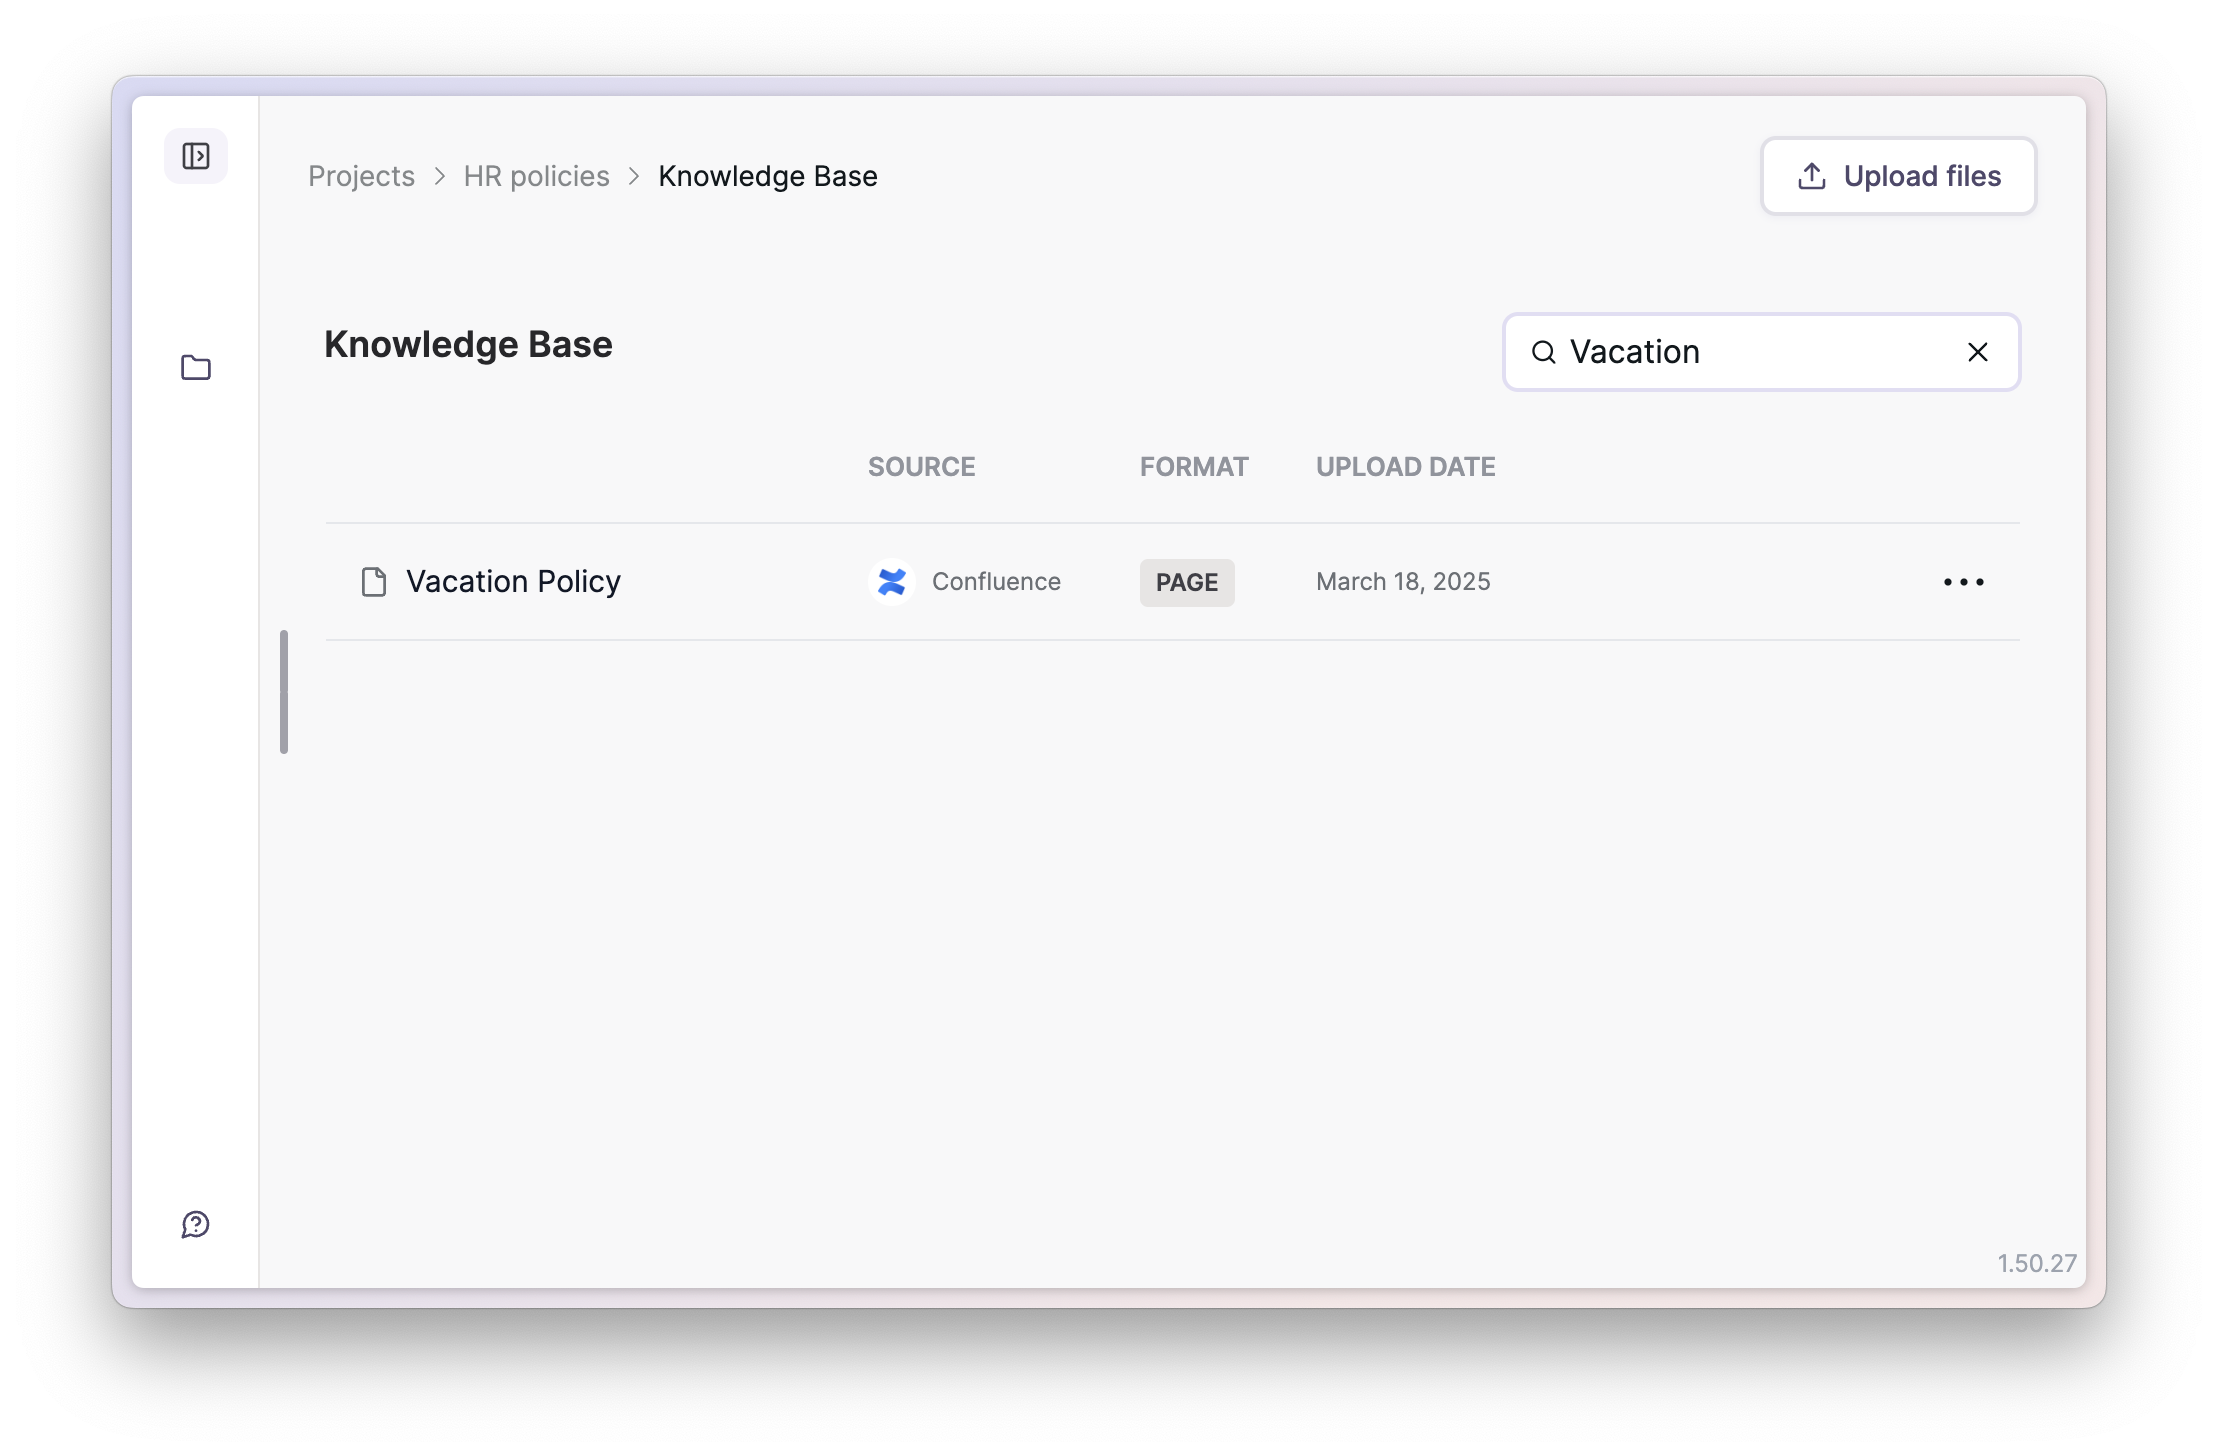 Projects > HR policies > Knowledge Base
Upload files
Knowledge Base
Vacation
SOURCE FORMAT UPLOAD DATE
Vacation Policy Confluence PAGE March 18, 2025
1.50.27